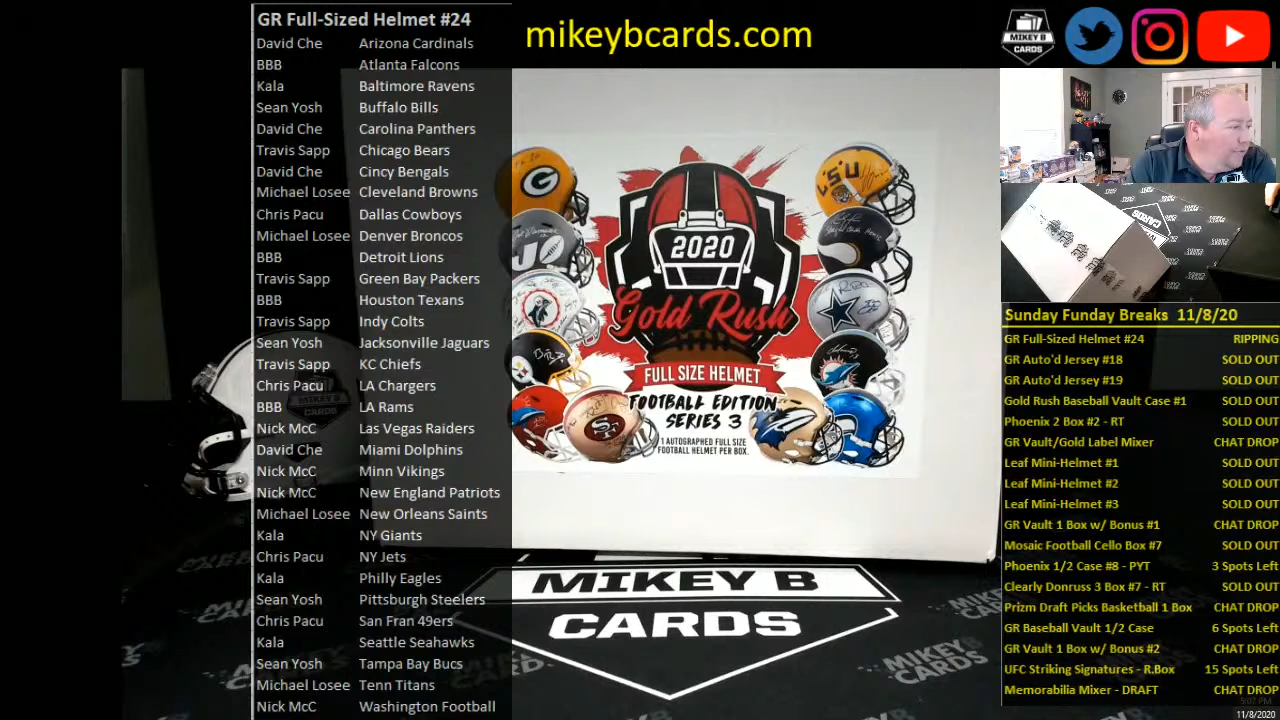 GR Full-Sized Helmet #24
David Che Arizona Cardinals
BBB Atlanta Falcons
Kala Baltimore Ravens
Sean Yosh Buffalo Bills
David Che Carolina Panthers
Travis Sapp Chicago Bears
David Che Cincy Bengals
Michael Losee Cleveland Browns
Chris Pacu Dallas Cowboys
Michael Losee Denver Broncos
BBB Detroit Lions
Travis Sapp Green Bay Packers
BBB Houston Texans
Travis Sapp Indy Colts
Sean Yosh Jacksonville Jaguars
Travis Sapp KC Chiefs
Chris Pacu LA Chargers
BBB LA Rams
Nick McC Las Vegas Raiders
David Che Miami Dolphins
Nick McC Minn Vikings
Nick McC New England Patriots
Michael Losee New Orleans Saints
Kala NY Giants
Chris Pacu NY Jets
Kala Philly Eagles
Sean Yosh Pittsburgh Steelers
Chris Pacu San Fran 49ers
Kala Seattle Seahawks
Sean Yosh Tampa Bay Bucs
Michael Losee Tenn Titans
Nick McC Washington Football
mikeybcards.com
MIKEY B
CARDS
G
LSU
2020
Gold Rush
FULL SIZE HELMET
FOOTBALL EDITION
SERIES 3
1 AUTOGRAPHED FULL SIZE
FOOTBALL HELMET PER BOX.
SF
MIKEY B
CARDS
MIKEY B
CARDS
MIKEY B
CARDS
CARDS
Sunday Funday Breaks 11/8/20
GR Full-Sized Helmet #24 RIPPING
GR Auto'd Jersey #18 SOLD OUT
GR Auto'd Jersey #19 SOLD OUT
Gold Rush Baseball Vault Case #1 SOLD OUT
Phoenix 2 Box #2 - RT SOLD OUT
GR Vault/Gold Label Mixer CHAT DROP
Leaf Mini-Helmet #1 SOLD OUT
Leaf Mini-Helmet #2 SOLD OUT
Leaf Mini-Helmet #3 SOLD OUT
GR Vault 1 Box w/ Bonus #1 CHAT DROP
Mosaic Football Cello Box #7 SOLD OUT
Phoenix 1/2 Case #8 - PYT 3 Spots Left
Clearly Donruss 3 Box #7 - RT SOLD OUT
Prizm Draft Picks Basketball 1 Box CHAT DROP
GR Baseball Vault 1/2 Case 6 Spots Left
GR Vault 1 Box w/ Bonus #2 CHAT DROP
UFC Striking Signatures - R.Box 15 Spots Left
Memorabilia Mixer - DRAFT CHAT DROP
5:07 PM
11/8/2020